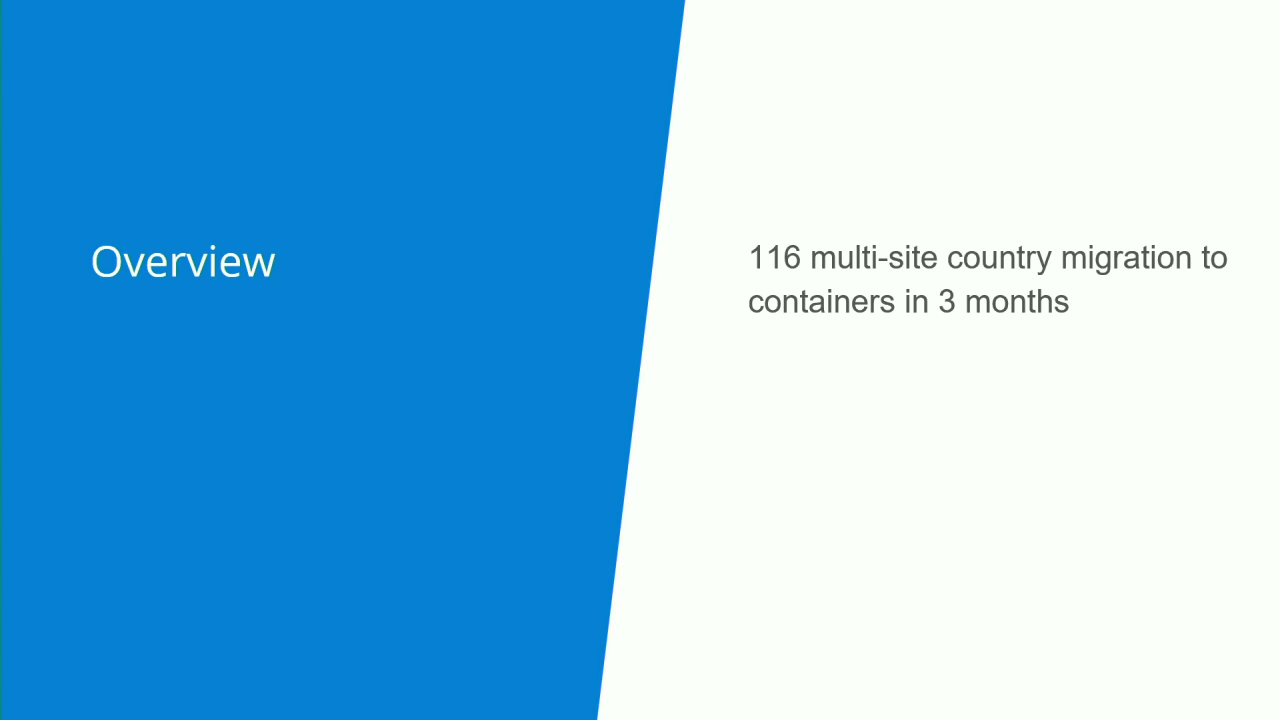 Overview
116 multi-site country migration to
containers in 3 months